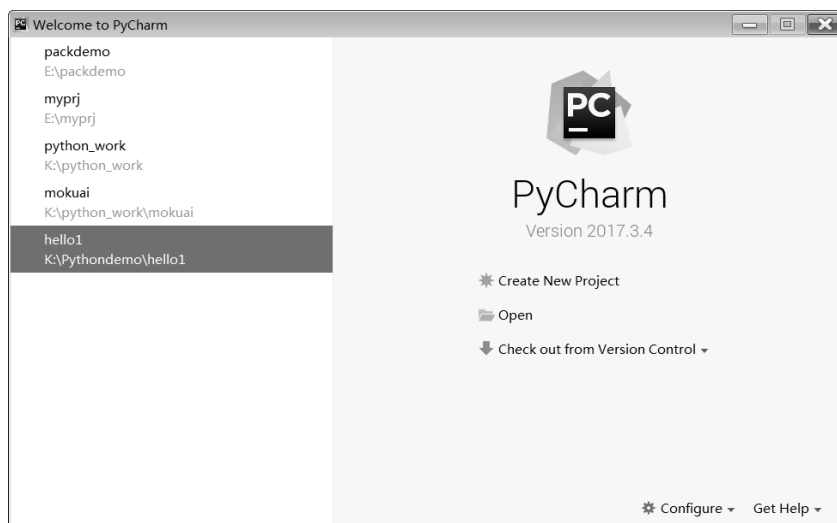 Welcome to PyCharm
packdemo
E:\packdemo
myprj
E:\myprj
python_work
K:\python_work
mokuai
K:\python_work\mokuai
hello1
K:\Pythondemo\hello1
PC
PyCharm
Version 2017.3.4
Create New Project
Open
Check out from Version Control
Configure
Get Help